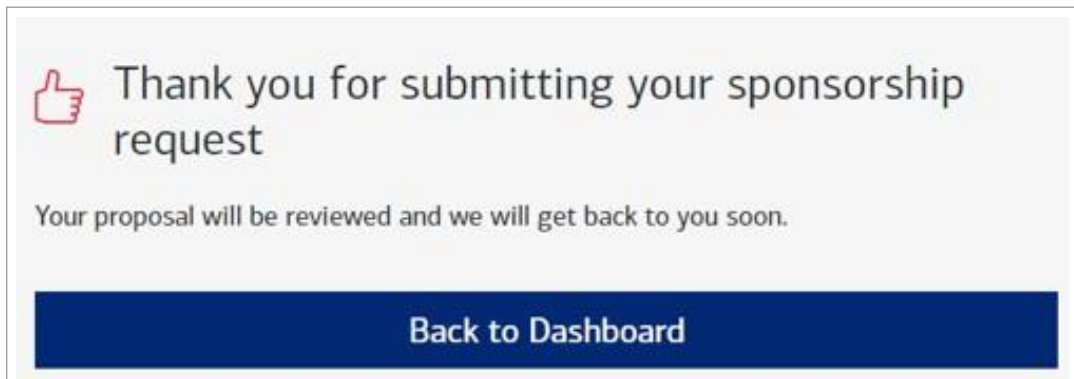 Thank you for submitting your sponsorship
request
Your proposal will be reviewed and we will get back to you soon.
Back to Dashboard